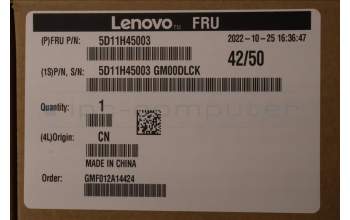 Lenovo FRU
(P)FRU P/N: 5D11H45003 2022-10-25 16:36:47
42/50
(1S)P/N, S/N: 5D11H45003 GM00DLCK
Quantity: 1
(4L)Origin: CN
MADE IN CHINA
Order: GMF012A14424